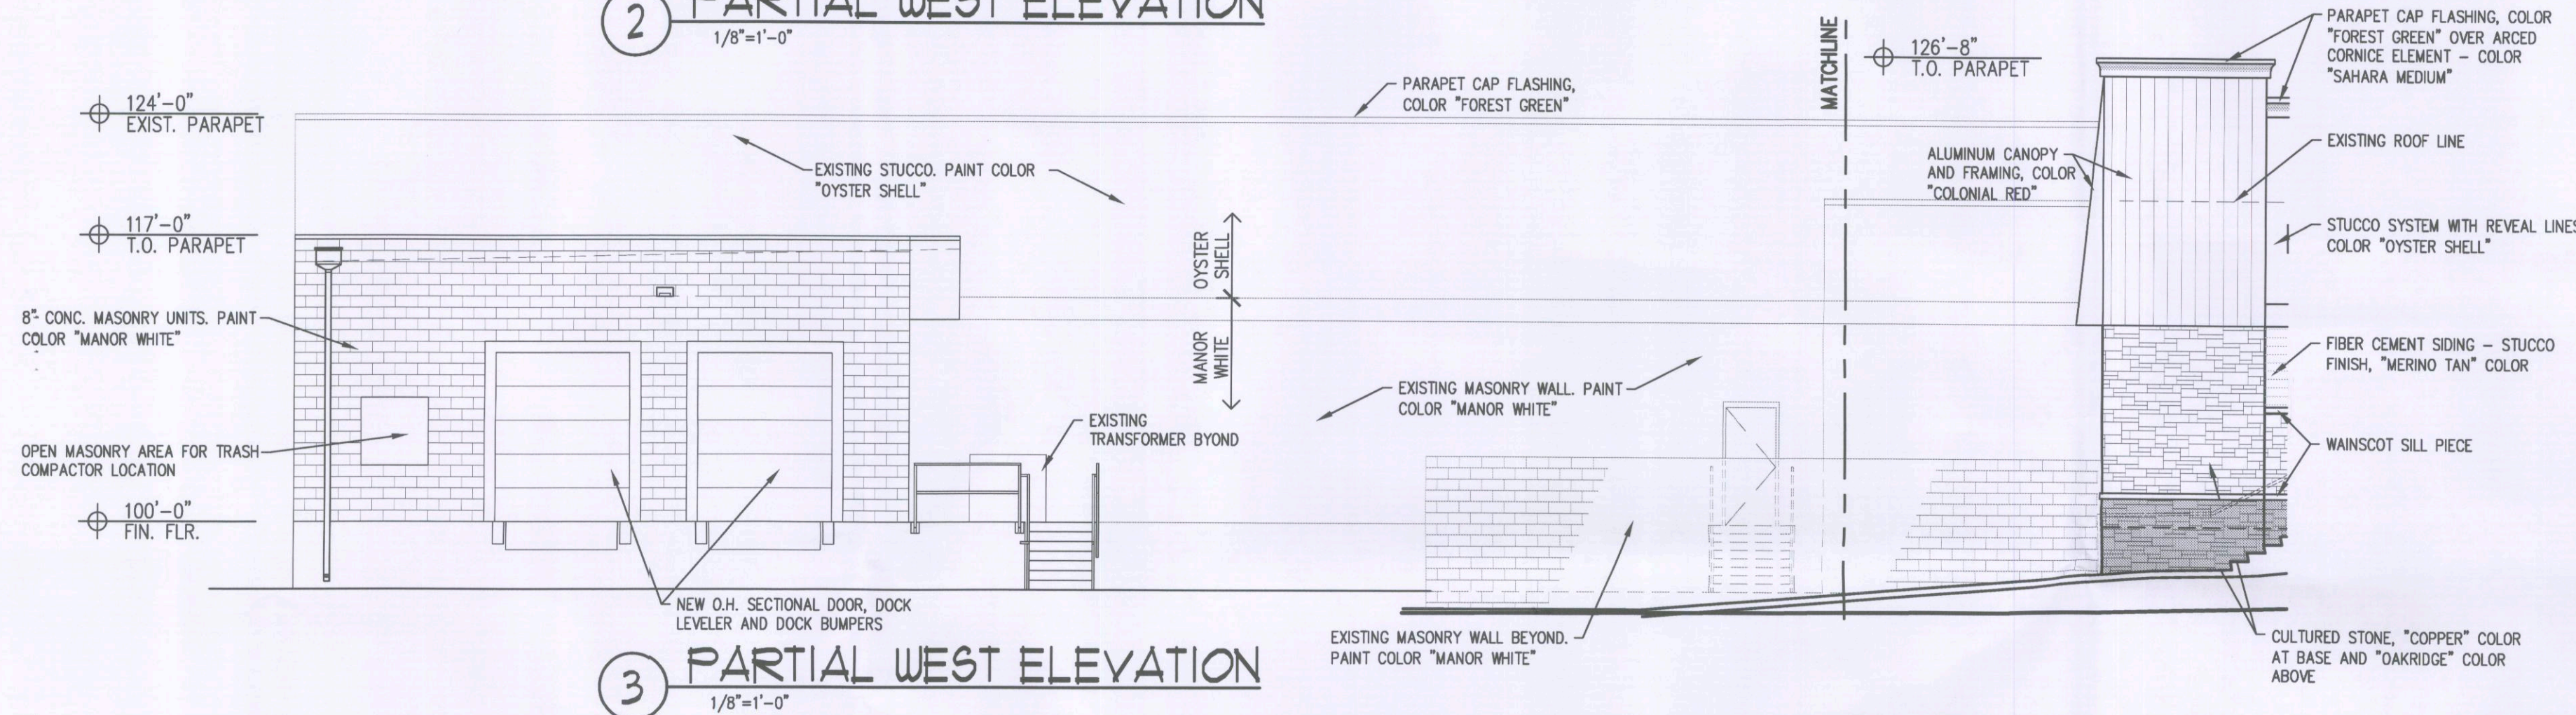 2 PARTIAL WEST ELEVATION
1/8"=1'-0"
124'-0"
EXIST. PARAPET
117'-0"
T.O. PARAPET
8" CONC. MASONRY UNITS. PAINT
COLOR "MANOR WHITE"
OPEN MASONRY AREA FOR TRASH
COMPACTOR LOCATION
100'-0"
FIN. FLR.
EXISTING STUCCO. PAINT COLOR
"OYSTER SHELL"
PARAPET CAP FLASHING,
COLOR "FOREST GREEN"
OYSTER
SHELL
MANOR
WHITE
EXISTING
TRANSFORMER BYOND
EXISTING MASONRY WALL. PAINT
COLOR "MANOR WHITE"
NEW O.H. SECTIONAL DOOR, DOCK
LEVELER AND DOCK BUMPERS
EXISTING MASONRY WALL BEYOND.
PAINT COLOR "MANOR WHITE"
MATCHLINE
126'-8"
T.O. PARAPET
ALUMINUM CANOPY
AND FRAMING, COLOR
"COLONIAL RED"
PARAPET CAP FLASHING, COLOR
"FOREST GREEN" OVER ARCED
CORNICE ELEMENT - COLOR
"SAHARA MEDIUM"
EXISTING ROOF LINE
STUCCO SYSTEM WITH REVEAL LINES
COLOR "OYSTER SHELL"
FIBER CEMENT SIDING - STUCCO
FINISH, "MERINO TAN" COLOR
WAINSCOT SILL PIECE
CULTURED STONE, "COPPER" COLOR
AT BASE AND "OAKRIDGE" COLOR
ABOVE
3 PARTIAL WEST ELEVATION
1/8"=1'-0"